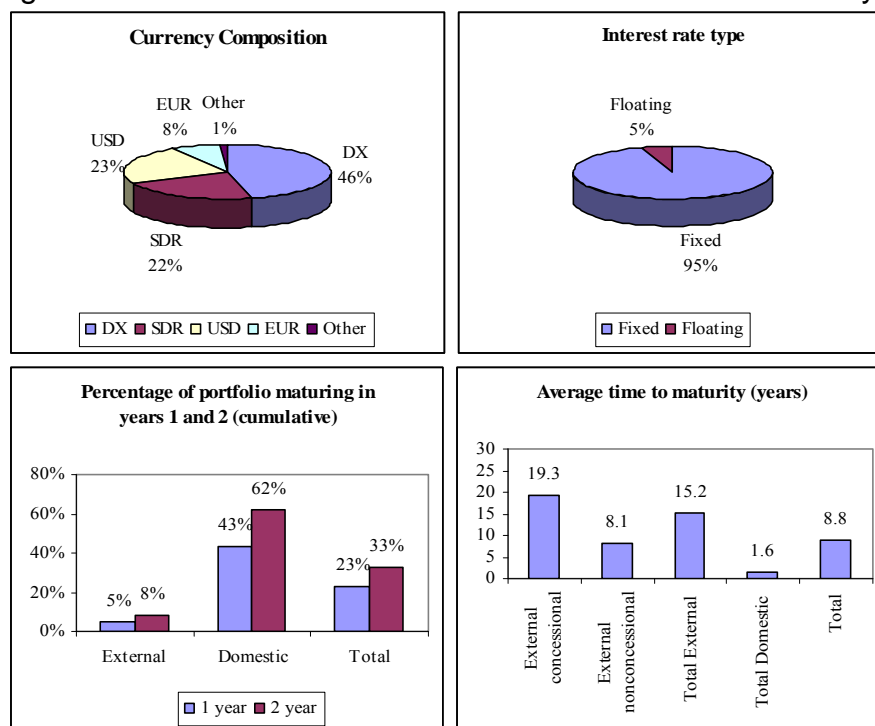 Currency Composition
EUR Other
8% 1%
USD
23%
DX
46%
SDR
22%
DX SDR USD EUR Other
Interest rate type
Floating
5%
Fixed
95%
Fixed Floating
Percentage of portfolio maturing in
years 1 and 2 (cumulative)
80%
60%
40%
20%
0%
5%
8%
43%
62%
23%
33%
External Domestic Total
1 year 2 year
Average time to maturity (years)
30
25
20
15
10
5
0
19.3
8.1
15.2
1.6
8.8
External
concessional
External
nonconcessional
Total External
Total Domestic
Total